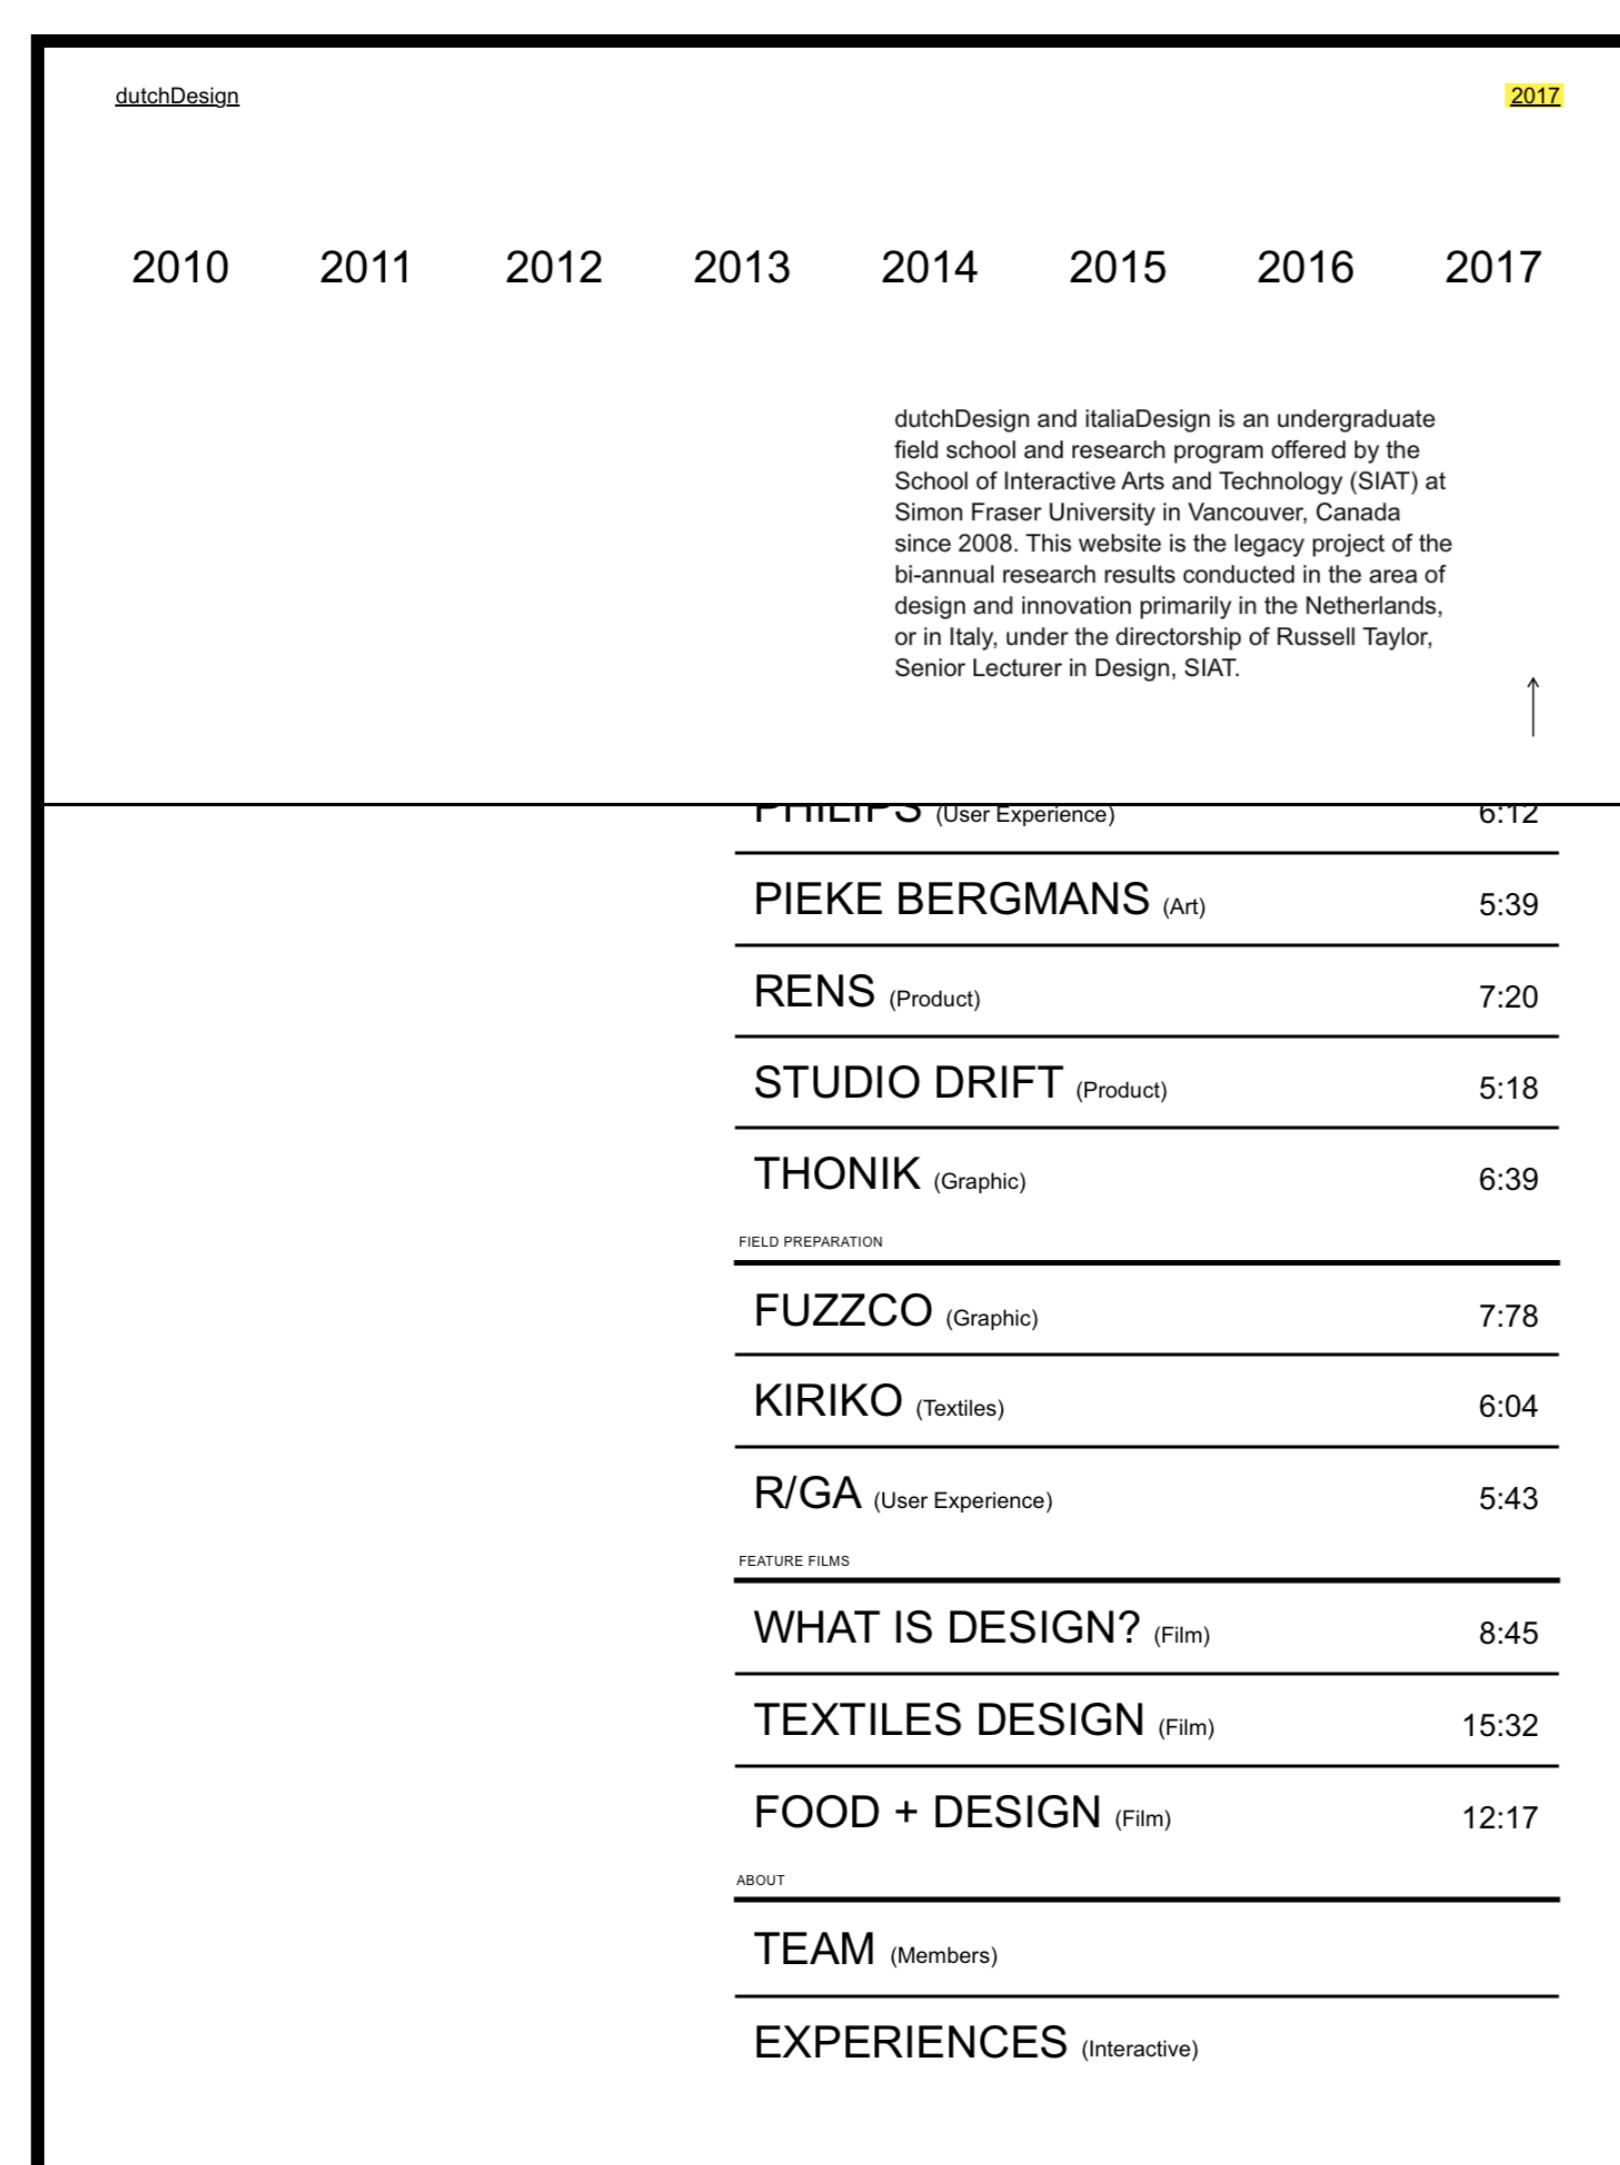 dutchDesign
2017
2010 2011 2012 2013 2014 2015 2016 2017
dutchDesign and italiaDesign is an undergraduate
field school and research program offered by the
School of Interactive Arts and Technology (SIAT) at
Simon Fraser University in Vancouver, Canada
since 2008. This website is the legacy project of the
bi-annual research results conducted in the area of
design and innovation primarily in the Netherlands,
or in Italy, under the directorship of Russell Taylor,
Senior Lecturer in Design, SIAT.
PHILIPS (User Experience) 6:12
PIEKE BERGMANS (Art) 5:39
RENS (Product) 7:20
STUDIO DRIFT (Product) 5:18
THONIK (Graphic) 6:39
FIELD PREPARATION
FUZZCO (Graphic) 7:78
KIRIKO (Textiles) 6:04
R/GA (User Experience) 5:43
FEATURE FILMS
WHAT IS DESIGN? (Film) 8:45
TEXTILES DESIGN (Film) 15:32
FOOD + DESIGN (Film) 12:17
ABOUT
TEAM (Members)
EXPERIENCES (Interactive)